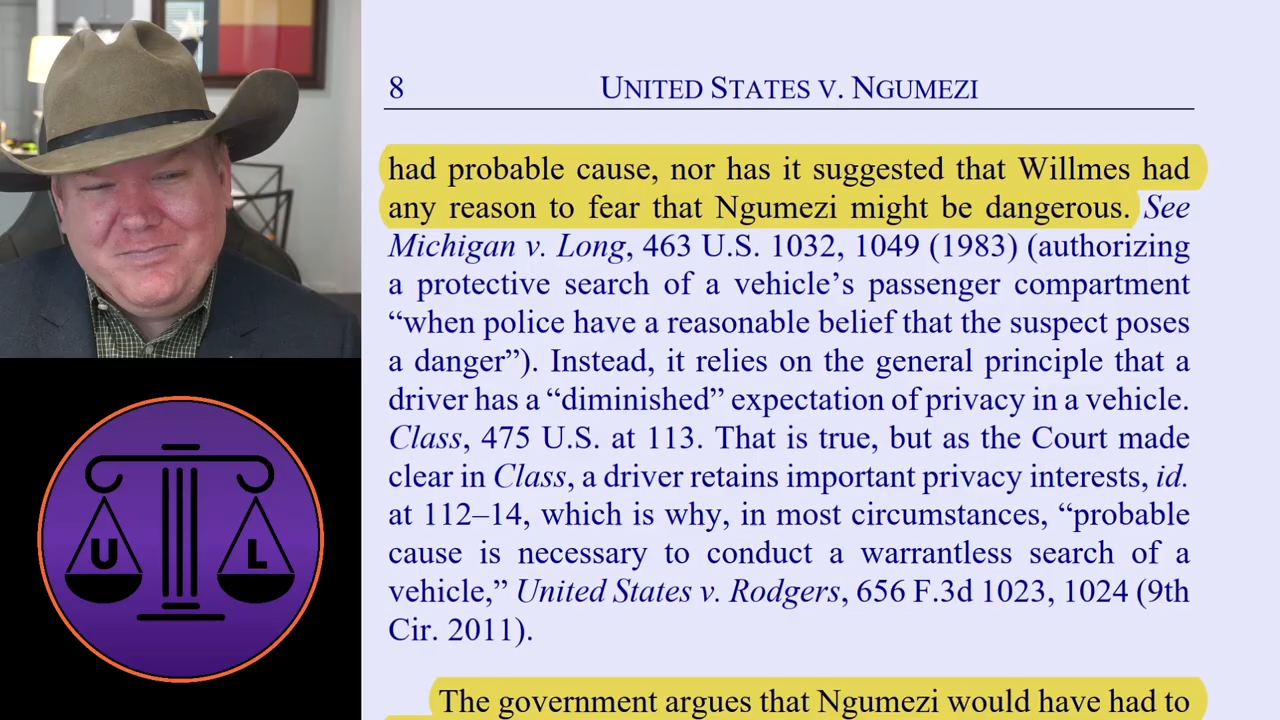 8 UNITED STATES V. NGUMEZI
had probable cause, nor has it suggested that Willmes had
any reason to fear that Ngumezi might be dangerous. See
Michigan v. Long, 463 U.S. 1032, 1049 (1983) (authorizing
a protective search of a vehicle’s passenger compartment
“when police have a reasonable belief that the suspect poses
a danger”). Instead, it relies on the general principle that a
driver has a “diminished” expectation of privacy in a vehicle.
Class, 475 U.S. at 113. That is true, but as the Court made
clear in Class, a driver retains important privacy interests, id.
at 112–14, which is why, in most circumstances, “probable
cause is necessary to conduct a warrantless search of a
vehicle,” United States v. Rodgers, 656 F.3d 1023, 1024 (9th
Cir. 2011).
The government argues that Ngumezi would have had to
U L